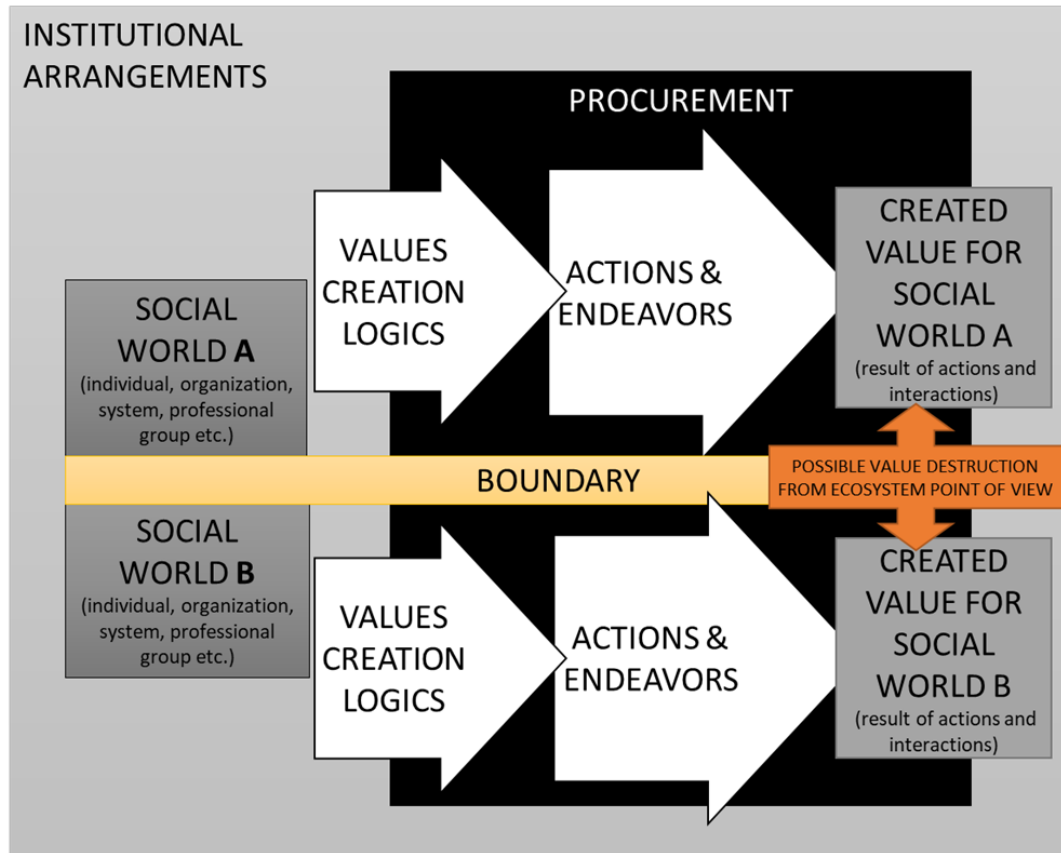 INSTITUTIONAL
ARRANGEMENTS
PROCUREMENT
SOCIAL
WORLD A
(individual, organization,
system, professional
group etc.)
VALUES
CREATION
LOGICS
ACTIONS &
ENDEAVORS
CREATED
VALUE FOR
SOCIAL
WORLD A
(result of actions and
interactions)
BOUNDARY
POSSIBLE VALUE DESTRUCTION
FROM ECOSYSTEM POINT OF VIEW
SOCIAL
WORLD B
(individual, organization,
system, professional
group etc.)
VALUES
CREATION
LOGICS
ACTIONS &
ENDEAVORS
CREATED
VALUE FOR
SOCIAL
WORLD B
(result of actions and
interactions)